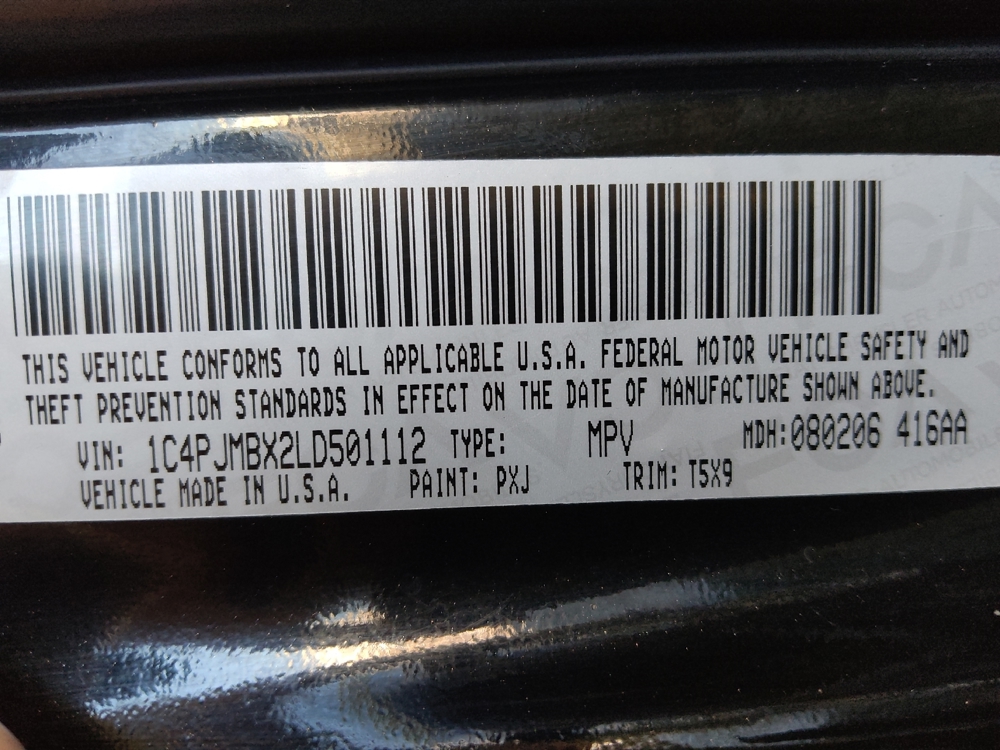 THIS VEHICLE CONFORMS TO ALL APPLICABLE U.S.A. FEDERAL MOTOR VEHICLE SAFETY AND
THEFT PREVENTION STANDARDS IN EFFECT ON THE DATE OF MANUFACTURE SHOWN ABOVE.
VIN: 1C4PJMBX2LD501112 TYPE: MPV MDH:080206 416AA
VEHICLE MADE IN U.S.A. PAINT: PXJ TRIM: T5X9